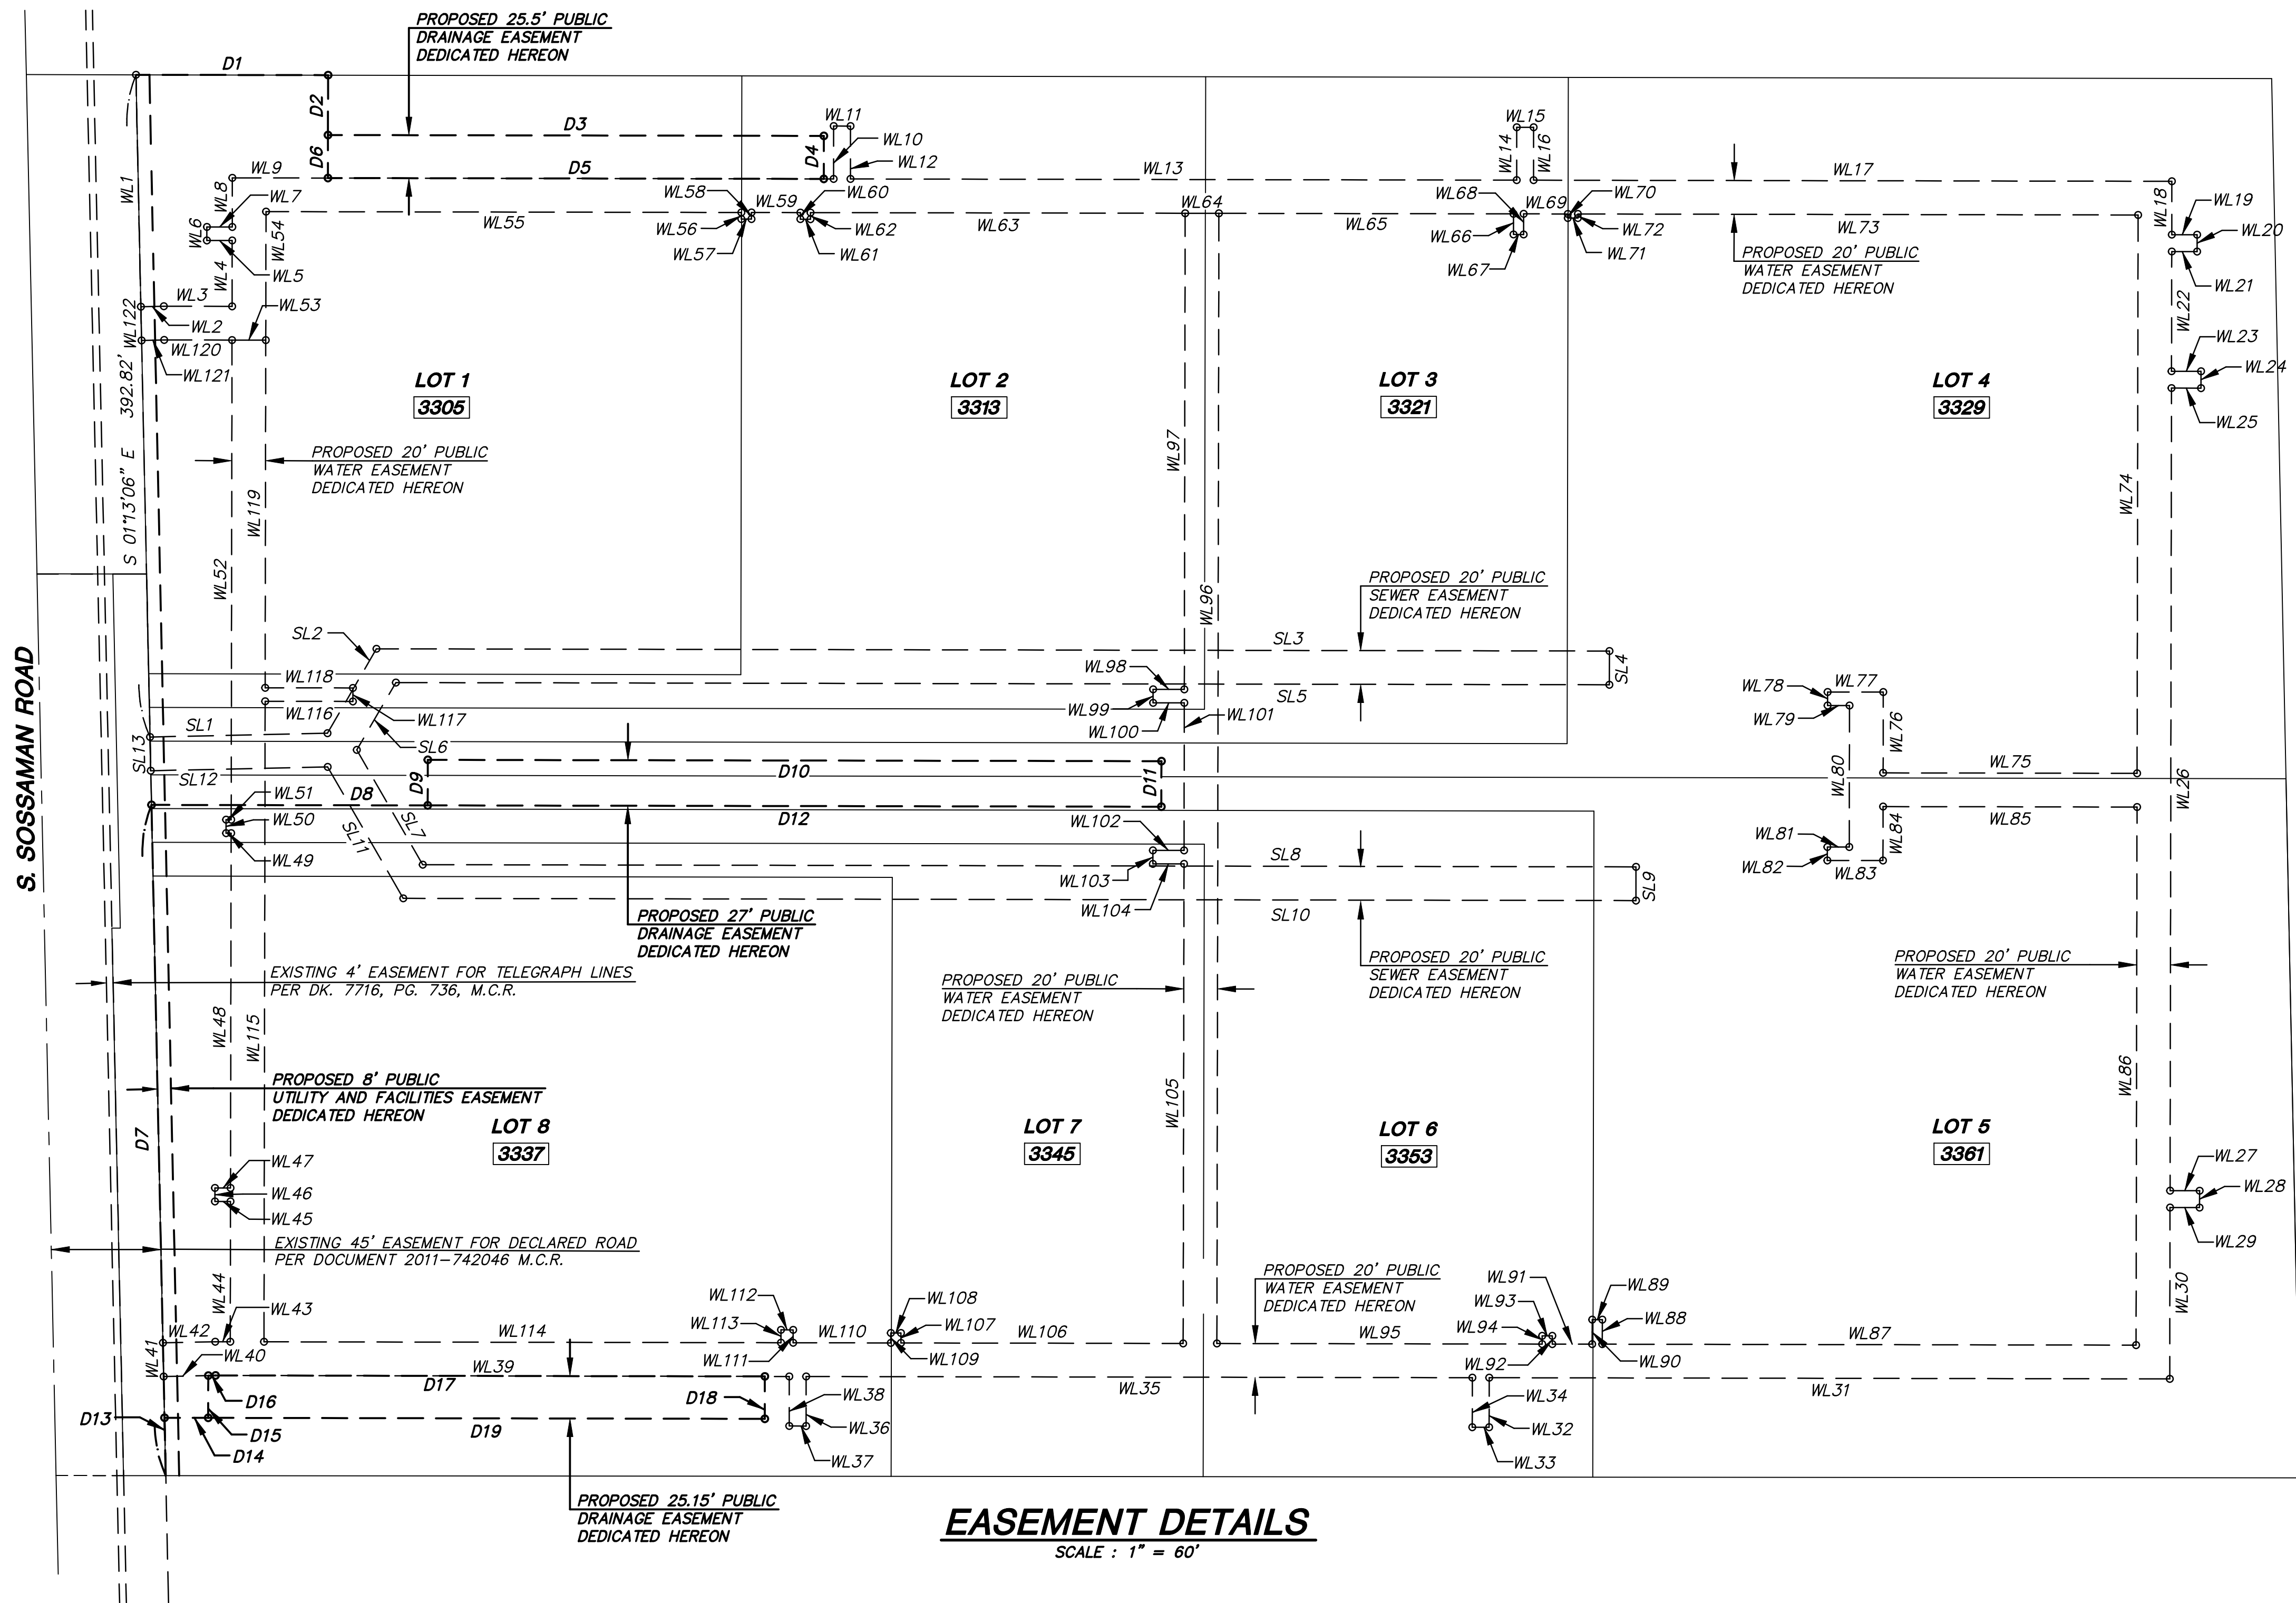 PROPOSED 25.5' PUBLIC
DRAINAGE EASEMENT
DEDICATED HEREON
D1
D2
D3
D4
D5
D6
WL1
WL11
WL10
WL12
WL13
WL15
WL14
WL16
WL17
WL9
WL8
WL7
WL6
WL54
WL4
WL5
WL55
WL58
WL59
WL60
WL56
WL57
WL62
WL61
WL63
WL64
WL65
WL68
WL69
WL70
WL66
WL67
WL72
WL71
WL73
PROPOSED 20' PUBLIC
WATER EASEMENT
DEDICATED HEREON
WL18
WL19
WL20
WL21
WL22
WL23
WL24
WL25
WL3
WL2
WL53
WL122
WL120
WL121
S 01°13'06" E 392.82'
LOT 1
3305
LOT 2
3313
LOT 3
3321
LOT 4
3329
PROPOSED 20' PUBLIC
WATER EASEMENT
DEDICATED HEREON
WL119
WL52
WL97
WL96
WL74
PROPOSED 20' PUBLIC
SEWER EASEMENT
DEDICATED HEREON
S. SOSSAMAN ROAD
SL2
SL3
SL4
SL5
WL118
WL116
WL117
SL6
SL1
SL13
SL12
WL98
WL99
WL100
WL101
WL77
WL78
WL79
WL76
WL75
WL80
WL26
D9
D10
D11
D8
D12
WL51
WL50
WL49
SL11
SL7
WL102
WL103
WL104
SL8
SL9
SL10
WL81
WL82
WL83
WL84
WL85
PROPOSED 27' PUBLIC
DRAINAGE EASEMENT
DEDICATED HEREON
EXISTING 4' EASEMENT FOR TELEGRAPH LINES
PER DK. 7716, PG. 736, M.C.R.
PROPOSED 20' PUBLIC
WATER EASEMENT
DEDICATED HEREON
PROPOSED 20' PUBLIC
SEWER EASEMENT
DEDICATED HEREON
PROPOSED 20' PUBLIC
WATER EASEMENT
DEDICATED HEREON
WL48
WL115
WL105
WL86
PROPOSED 8' PUBLIC
UTILITY AND FACILITIES EASEMENT
DEDICATED HEREON
D7
LOT 8
3337
LOT 7
3345
LOT 6
3353
LOT 5
3361
WL47
WL46
WL45
WL27
WL28
WL29
EXISTING 45' EASEMENT FOR DECLARED ROAD
PER DOCUMENT 2011-742046 M.C.R.
PROPOSED 20' PUBLIC
WATER EASEMENT
DEDICATED HEREON
WL44
WL43
WL42
WL41
WL40
WL114
WL112
WL113
WL110
WL111
WL108
WL107
WL109
WL106
WL95
WL91
WL93
WL94
WL92
WL89
WL88
WL90
WL87
WL30
WL39
D17
D16
D18
D15
D14
D13
D19
WL38
WL36
WL37
WL35
WL34
WL32
WL33
WL31
PROPOSED 25.15' PUBLIC
DRAINAGE EASEMENT
DEDICATED HEREON
EASEMENT DETAILS
SCALE : 1" = 60'